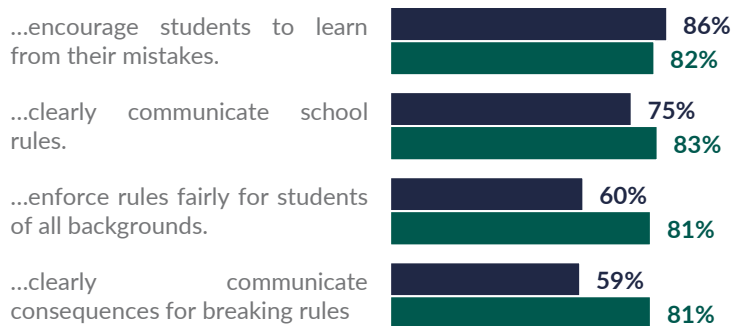 ...encourage students to learn
from their mistakes.
86%
82%
...clearly communicate school
rules.
75%
83%
...enforce rules fairly for students
of all backgrounds.
60%
81%
...clearly communicate
consequences for breaking rules
59%
81%